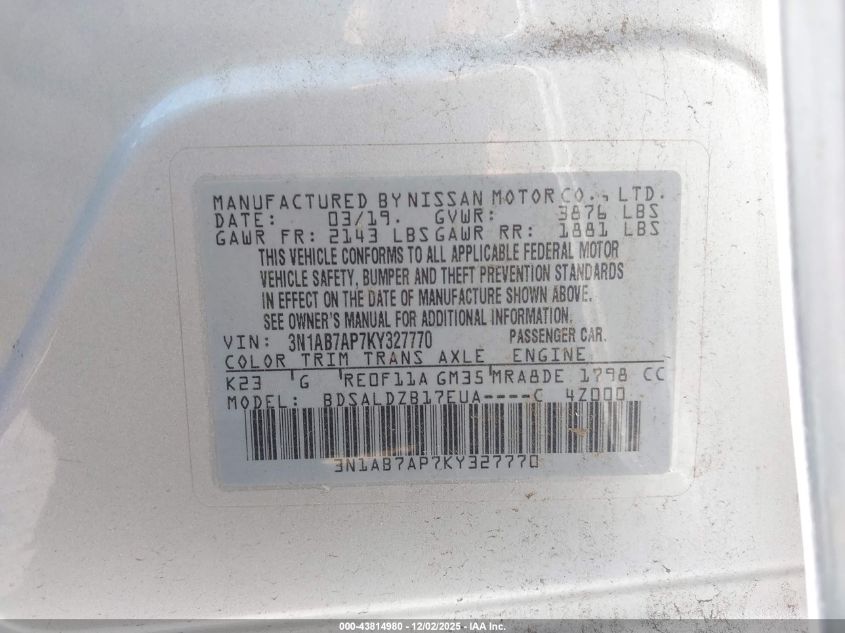 MANUFACTURED BY NISSAN MOTOR CO., LTD.
DATE: 03/19. GVWR: 3876 LBS
GAWR FR: 2143 LBS GAWR RR: 1881 LBS
THIS VEHICLE CONFORMS TO ALL APPLICABLE FEDERAL MOTOR
VEHICLE SAFETY, BUMPER AND THEFT PREVENTION STANDARDS
IN EFFECT ON THE DATE OF MANUFACTURE SHOWN ABOVE.
SEE OWNER'S MANUAL FOR ADDITIONAL INFORMATION.
VIN: 3N1AB7AP7KY327770 PASSENGER CAR.
COLOR TRIM TRANS AXLE ENGINE
K23 G RE0F11A GM35 MRA8DE 1798 CC
MODEL: BDSALDZB17EUA----C 4Z000
3N1AB7AP7KY327770
000-43814980 - 12/02/2025 - IAA Inc.